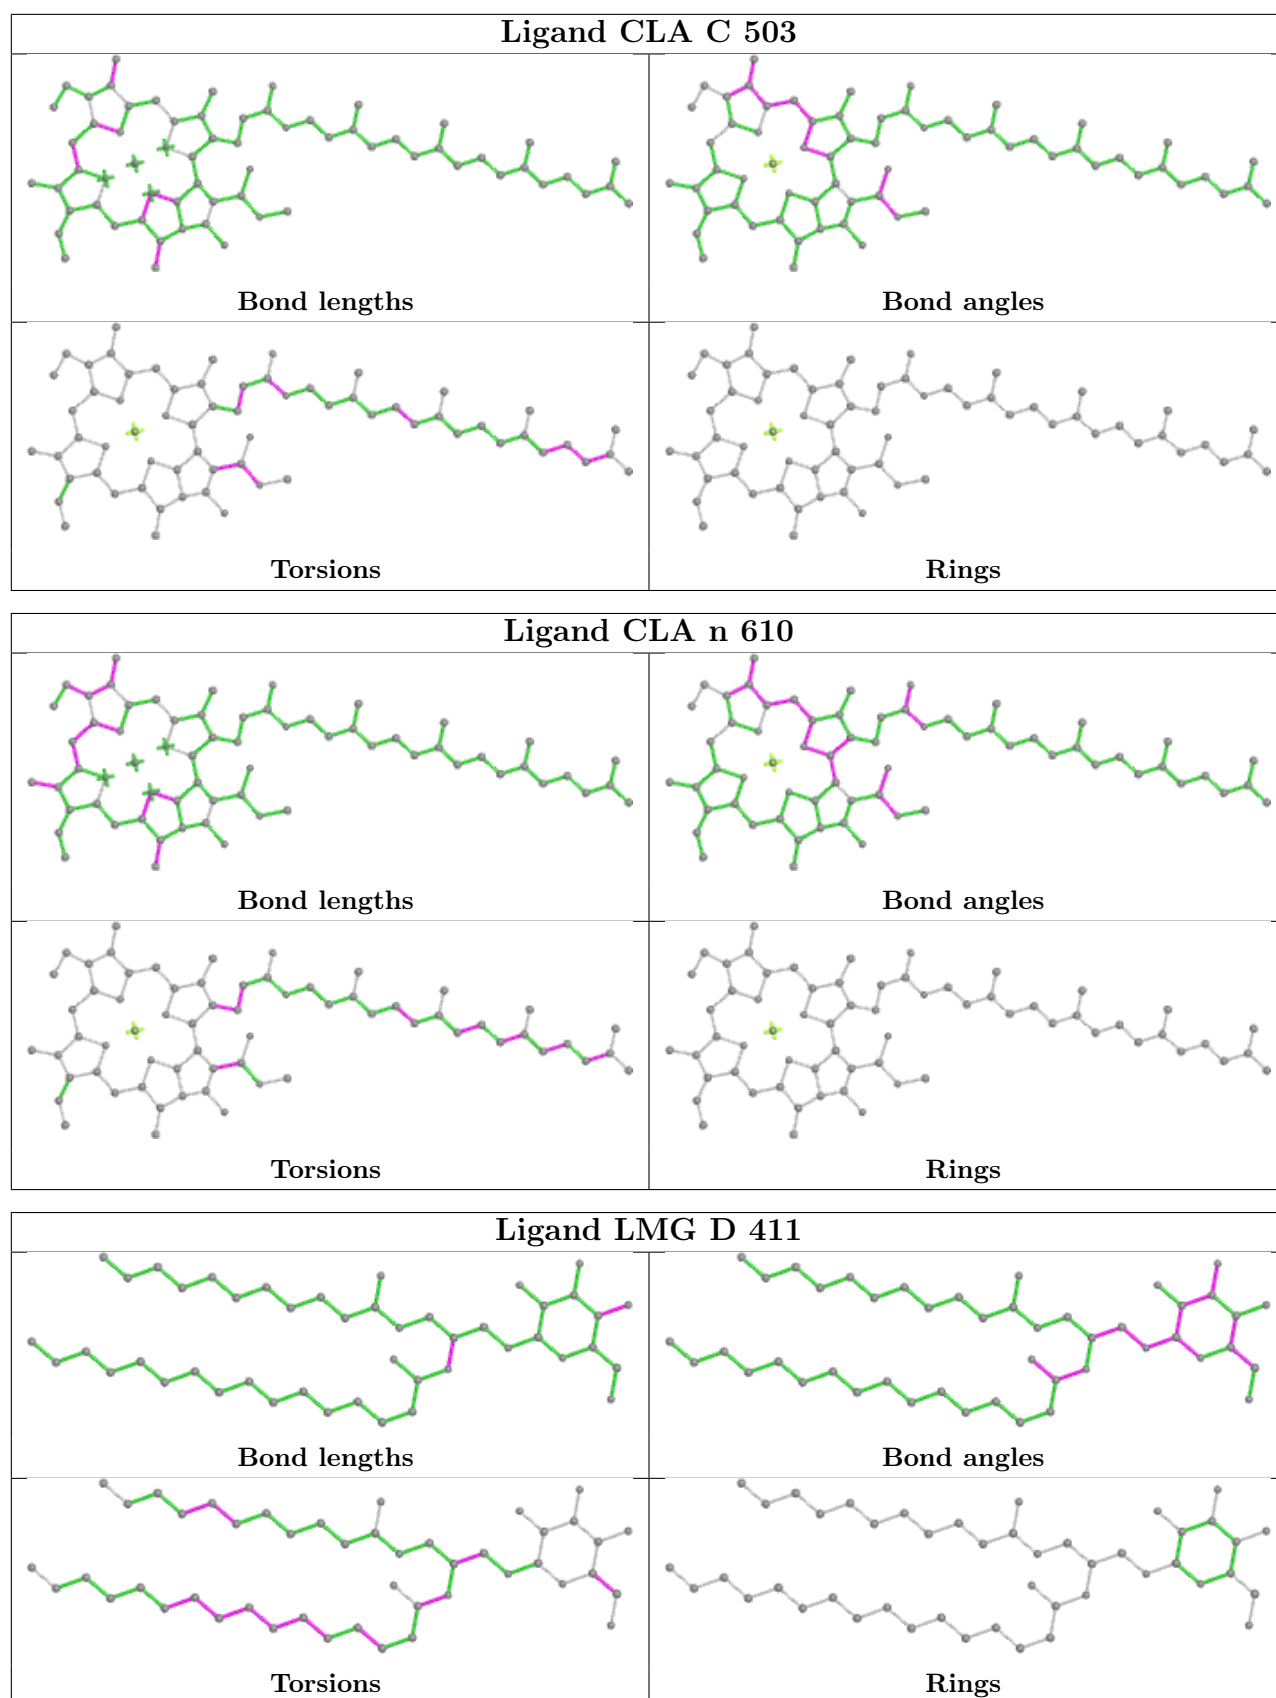 Ligand CLA C 503
Bond lengths
Bond angles
Torsions
Rings
Ligand CLA n 610
Bond lengths
Bond angles
Torsions
Rings
Ligand LMG D 411
Bond lengths
Bond angles
Torsions
Rings